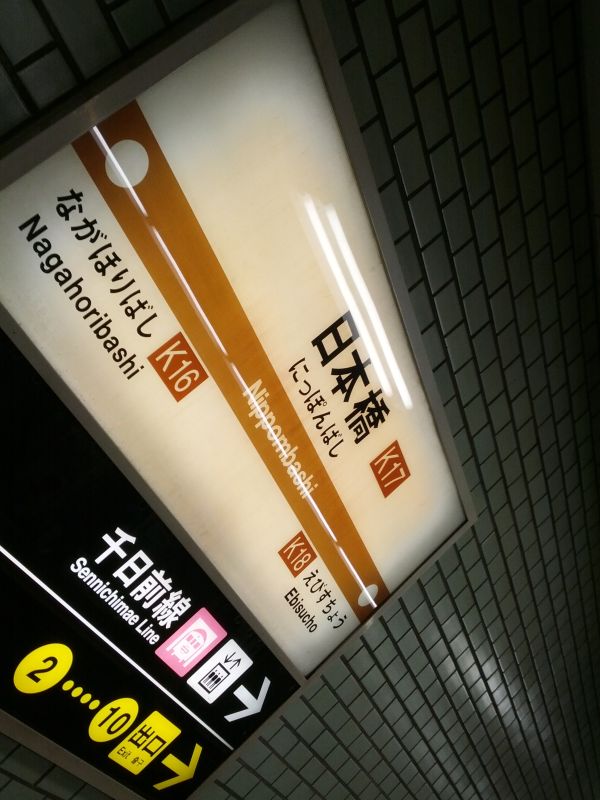 日本橋 K17
にっぽんばし
Nippombashi
ながほりばし
Nagahoribashi
K16
K18
えびすちょう
Ebisucho
千日前線
Sennichimae Line
2 ···· 10 出口
Exit